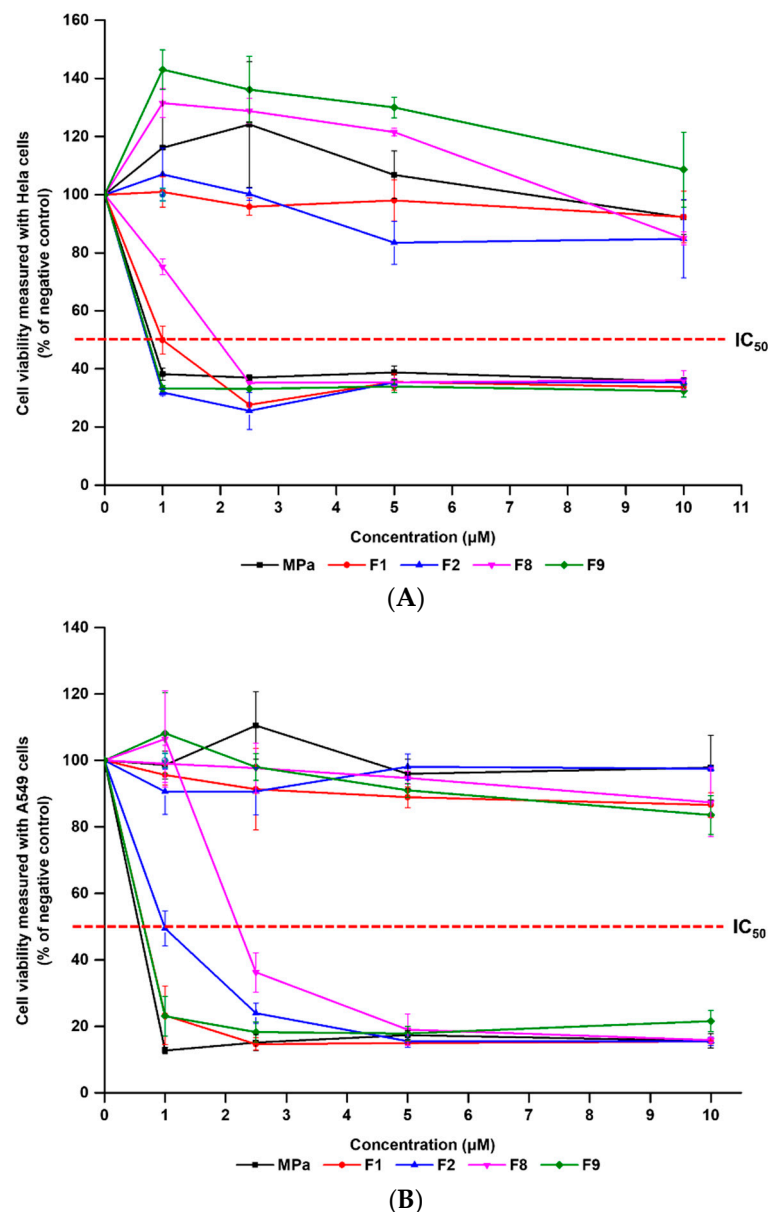 160
140
120
100
80
60
40
20
0
Cell viability measured with Hela cells
(% of negative control)
IC50
0 1 2 3 4 5 6 7 8 9 10 11
Concentration (µM)
MPa F1 F2 F8 F9
(A)
140
120
100
80
60
40
20
0
Cell viability measured with A549 cells
(% of negative control)
IC50
0 1 2 3 4 5 6 7 8 9 10
Concentration (µM)
MPa F1 F2 F8 F9
(B)